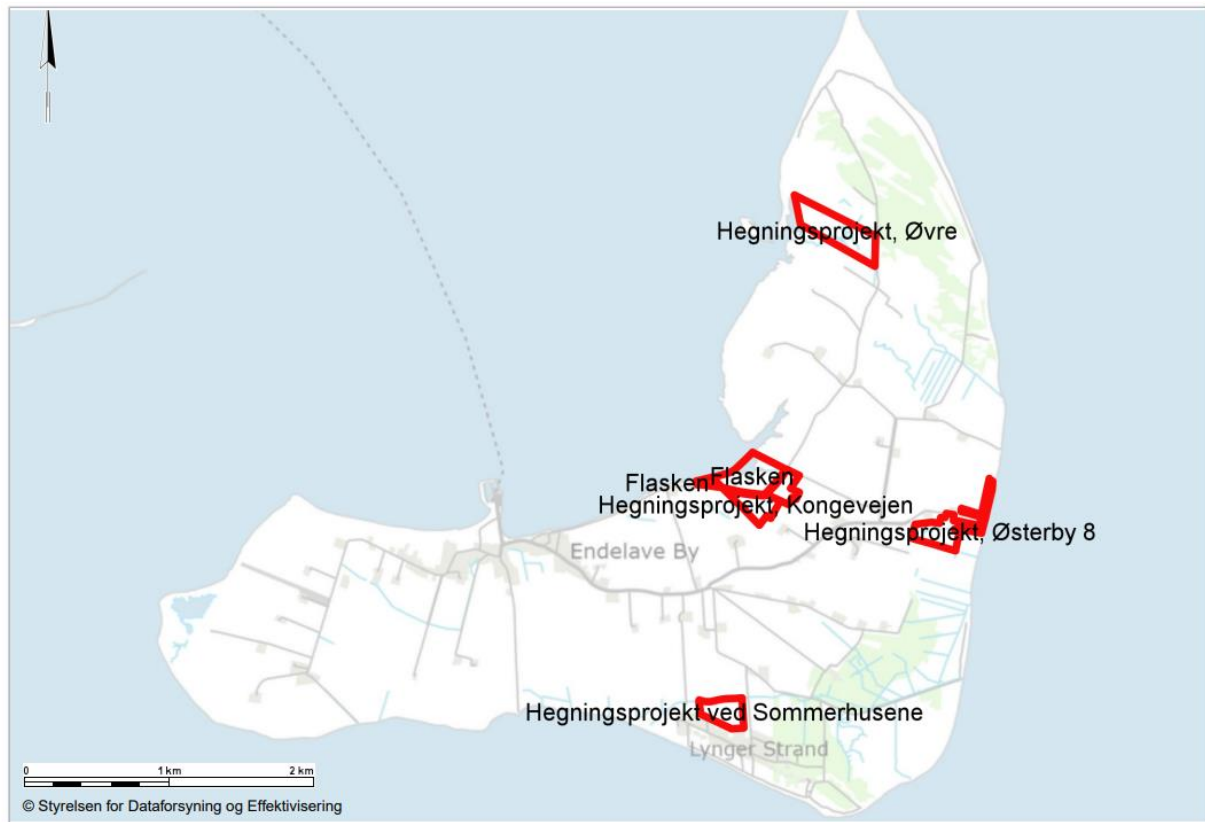 Hegningsprojekt, Øvre
Flasken
Flasken
Hegningsprojekt, Kongevejen
Hegningsprojekt, Østerby 8
Endelave By
Hegningsprojekt ved Sommerhusene
Lynger Strand
0 1 km 2 km
© Styrelsen for Dataforsyning og Effektivisering